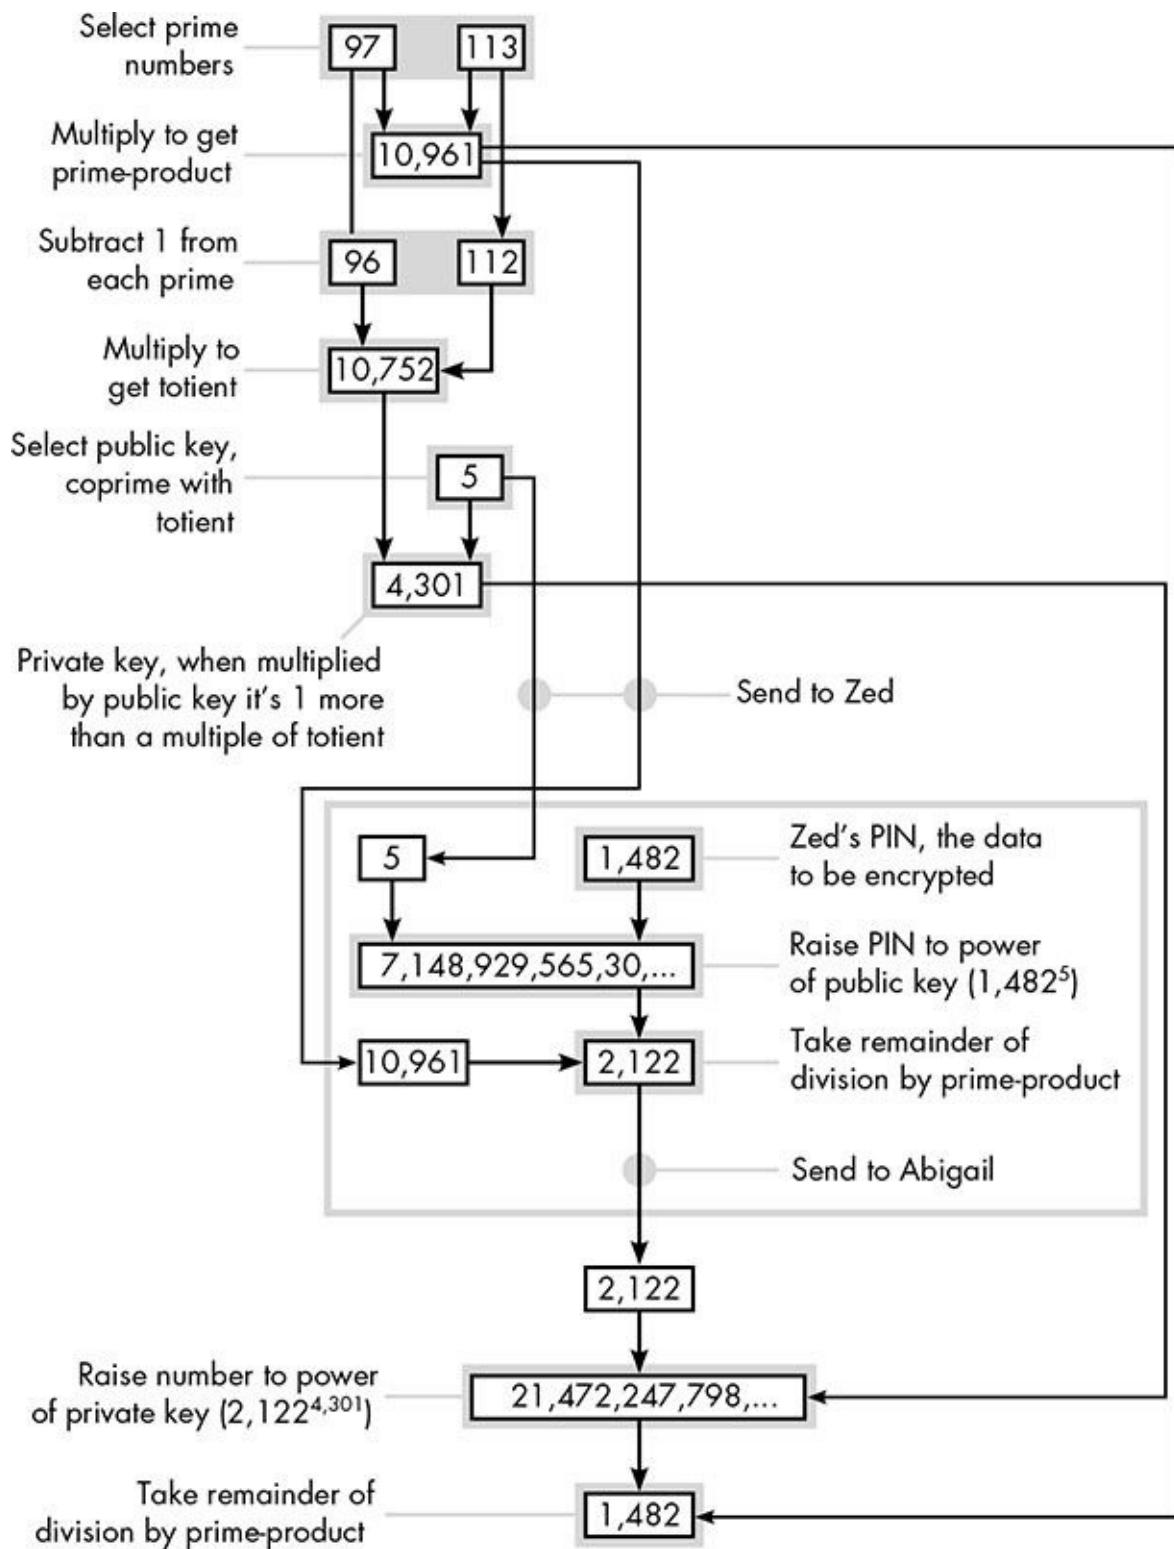 Select prime
numbers
97
113
Multiply to get
prime-product
10,961
Subtract 1 from
each prime
96
112
Multiply to
get totient
10,752
Select public key,
coprime with
totient
5
4,301
Private key, when multiplied
by public key it's 1 more
than a multiple of totient
Send to Zed
5
1,482
Zed's PIN, the data
to be encrypted
7,148,929,565,30,...
Raise PIN to power
of public key (1,482⁵)
10,961
2,122
Take remainder of
division by prime-product
Send to Abigail
2,122
Raise number to power
of private key (2,122⁴,³⁰¹)
21,472,247,798,...
Take remainder of
division by prime-product
1,482